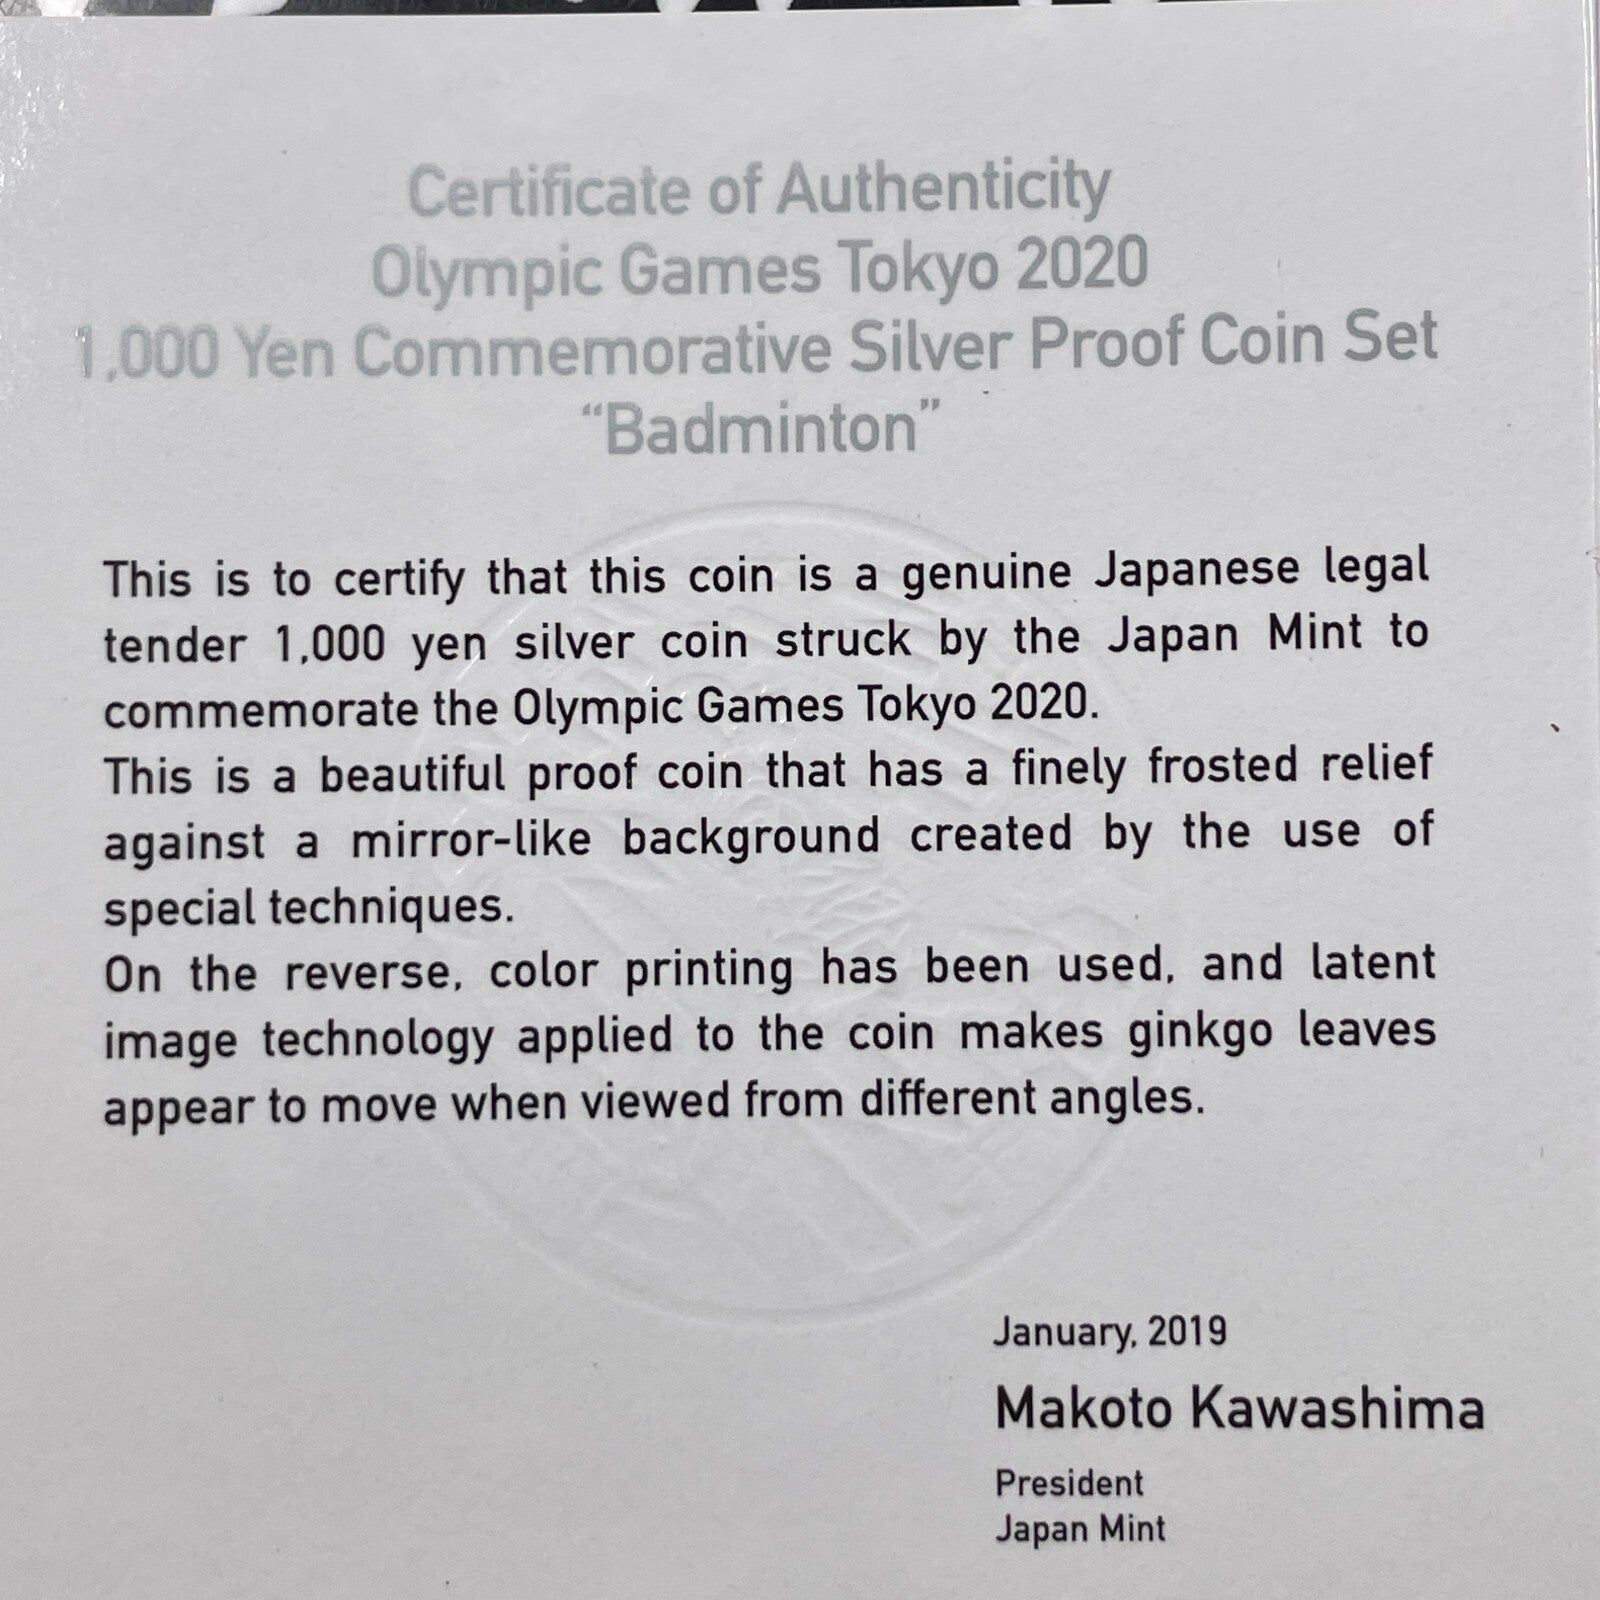 Certificate of Authenticity
Olympic Games Tokyo 2020
1,000 Yen Commemorative Silver Proof Coin Set
“Badminton”
This is to certify that this coin is a genuine Japanese legal
tender 1,000 yen silver coin struck by the Japan Mint to
commemorate the Olympic Games Tokyo 2020.
This is a beautiful proof coin that has a finely frosted relief
against a mirror-like background created by the use of
special techniques.
On the reverse, color printing has been used, and latent
image technology applied to the coin makes ginkgo leaves
appear to move when viewed from different angles.
January, 2019
Makoto Kawashima
President
Japan Mint